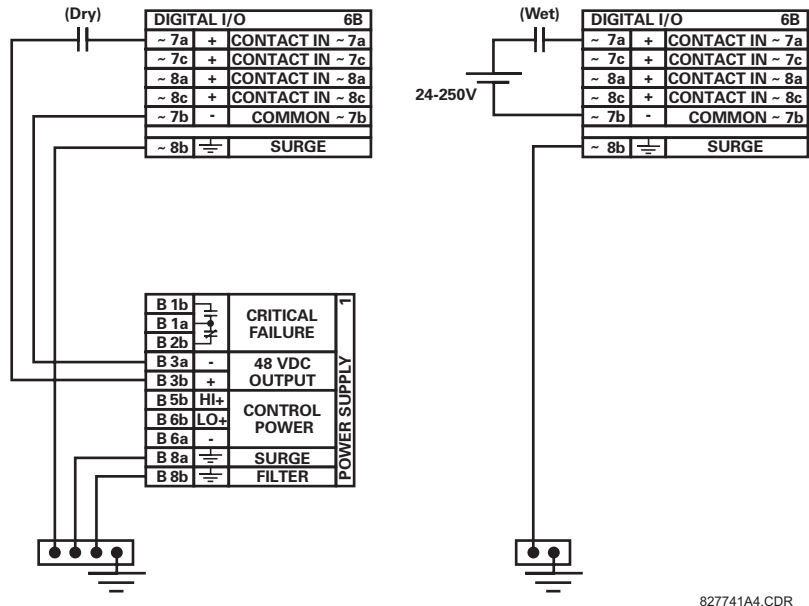 (Dry)
DIGITAL I/O 6B
~ 7a + CONTACT IN ~ 7a
~ 7c + CONTACT IN ~ 7c
~ 8a + CONTACT IN ~ 8a
~ 8c + CONTACT IN ~ 8c
~ 7b - COMMON ~ 7b
~ 8b SURGE
B 1b
B 1a
B 2b
CRITICAL
FAILURE
B 3a -
B 3b +
48 VDC
OUTPUT
B 5b HI+
B 6b LO+
B 6a -
CONTROL
POWER
B 8a SURGE
B 8b FILTER
POWER SUPPLY 1
(Wet)
24-250V
DIGITAL I/O 6B
~ 7a + CONTACT IN ~ 7a
~ 7c + CONTACT IN ~ 7c
~ 8a + CONTACT IN ~ 8a
~ 8c + CONTACT IN ~ 8c
~ 7b - COMMON ~ 7b
~ 8b SURGE
827741A4.CDR